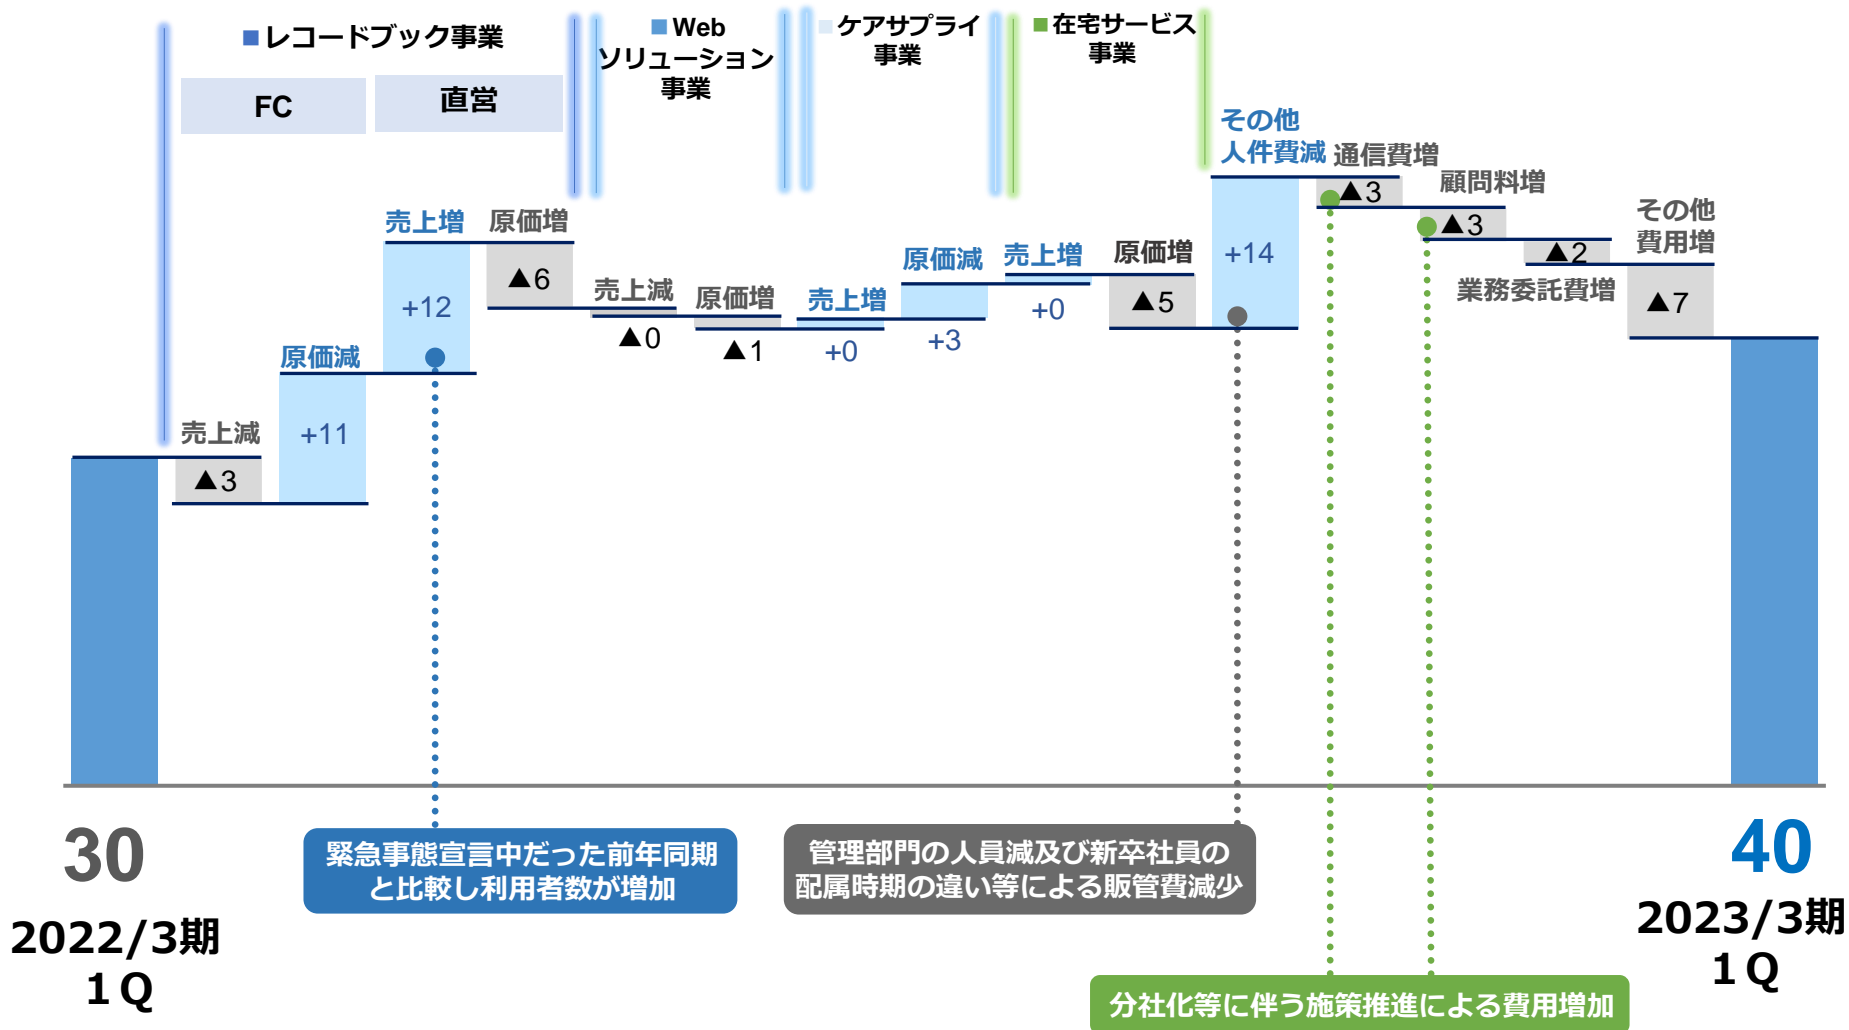 ■レコードブック事業
FC
直営
■Web
ソリューション
事業
■ケアサプライ
事業
■在宅サービス
事業
売上減
▲3
原価減
+11
売上増
+12
原価増
▲6
売上減
▲0
原価増
▲1
売上増
+0
原価減
+3
売上増
+0
原価増
▲5
その他
人件費減
+14
通信費増
▲3
顧問料増
▲3
▲2
業務委託費増
その他
費用増
▲7
30
2022/3期
1Q
緊急事態宣言中だった前年同期
と比較し利用者数が増加
管理部門の人員減及び新卒社員の
配属時期の違い等による販管費減少
分社化等に伴う施策推進による費用増加
40
2023/3期
1Q